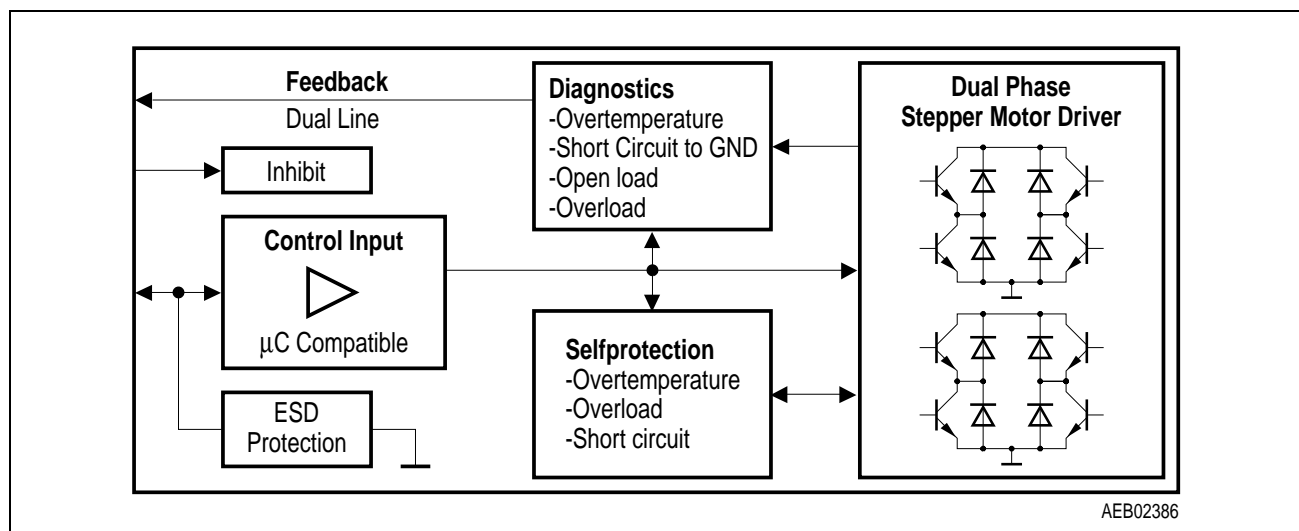 Feedback
Dual Line
Inhibit
Control Input
μC Compatible
ESD
Protection
Diagnostics
-Overtemperature
-Short Circuit to GND
-Open load
-Overload
Selfprotection
-Overtemperature
-Overload
-Short circuit
Dual Phase
Stepper Motor Driver
AEB02386